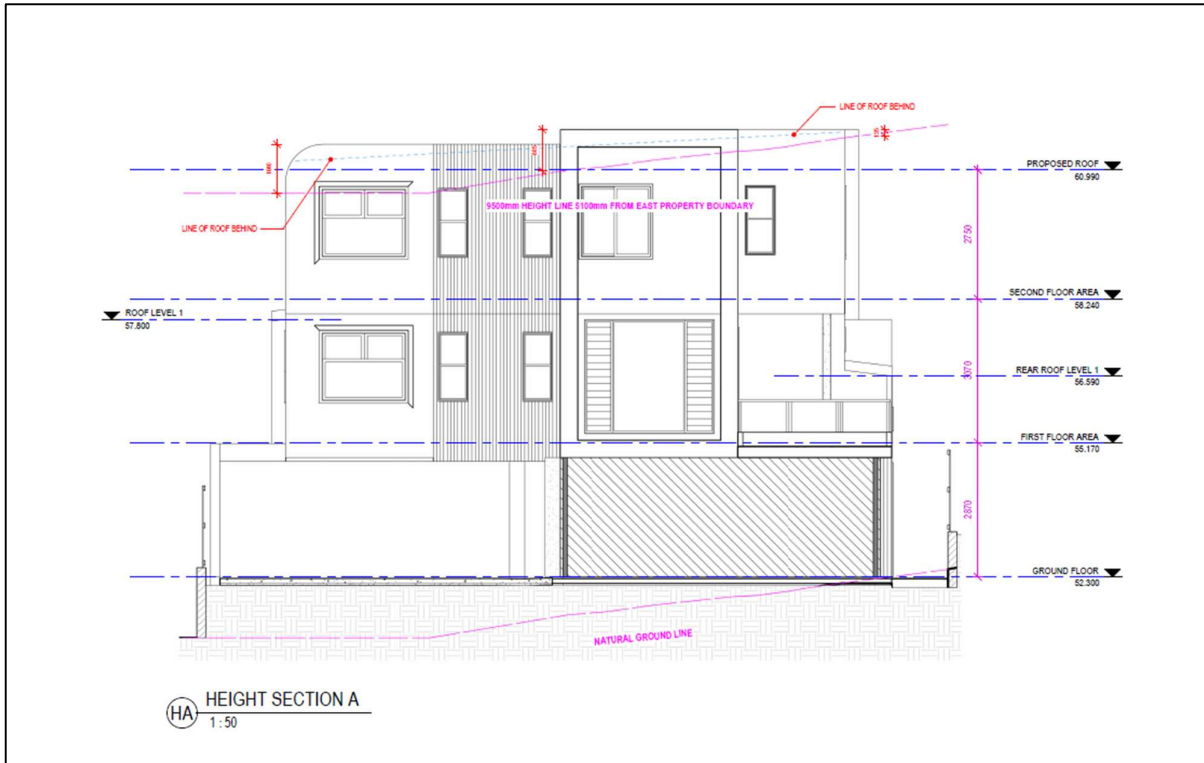 LINE OF ROOF BEHIND
PROPOSED ROOF
60.990
9500mm HEIGHT LINE 5100mm FROM EAST PROPERTY BOUNDARY
LINE OF ROOF BEHIND
2750
SECOND FLOOR AREA
58.240
ROOF LEVEL 1
57.800
3070
REAR ROOF LEVEL 1
56.590
FIRST FLOOR AREA
55.170
2870
GROUND FLOOR
52.300
NATURAL GROUND LINE
HA
HEIGHT SECTION A
1 : 50